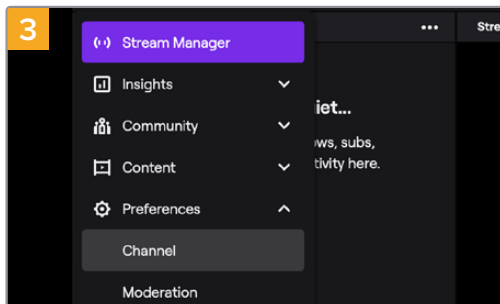 3
Stream Manager
Stre
Insights
iet...
Community
ows, subs,
tivity here.
Content
Preferences
Channel
Moderation